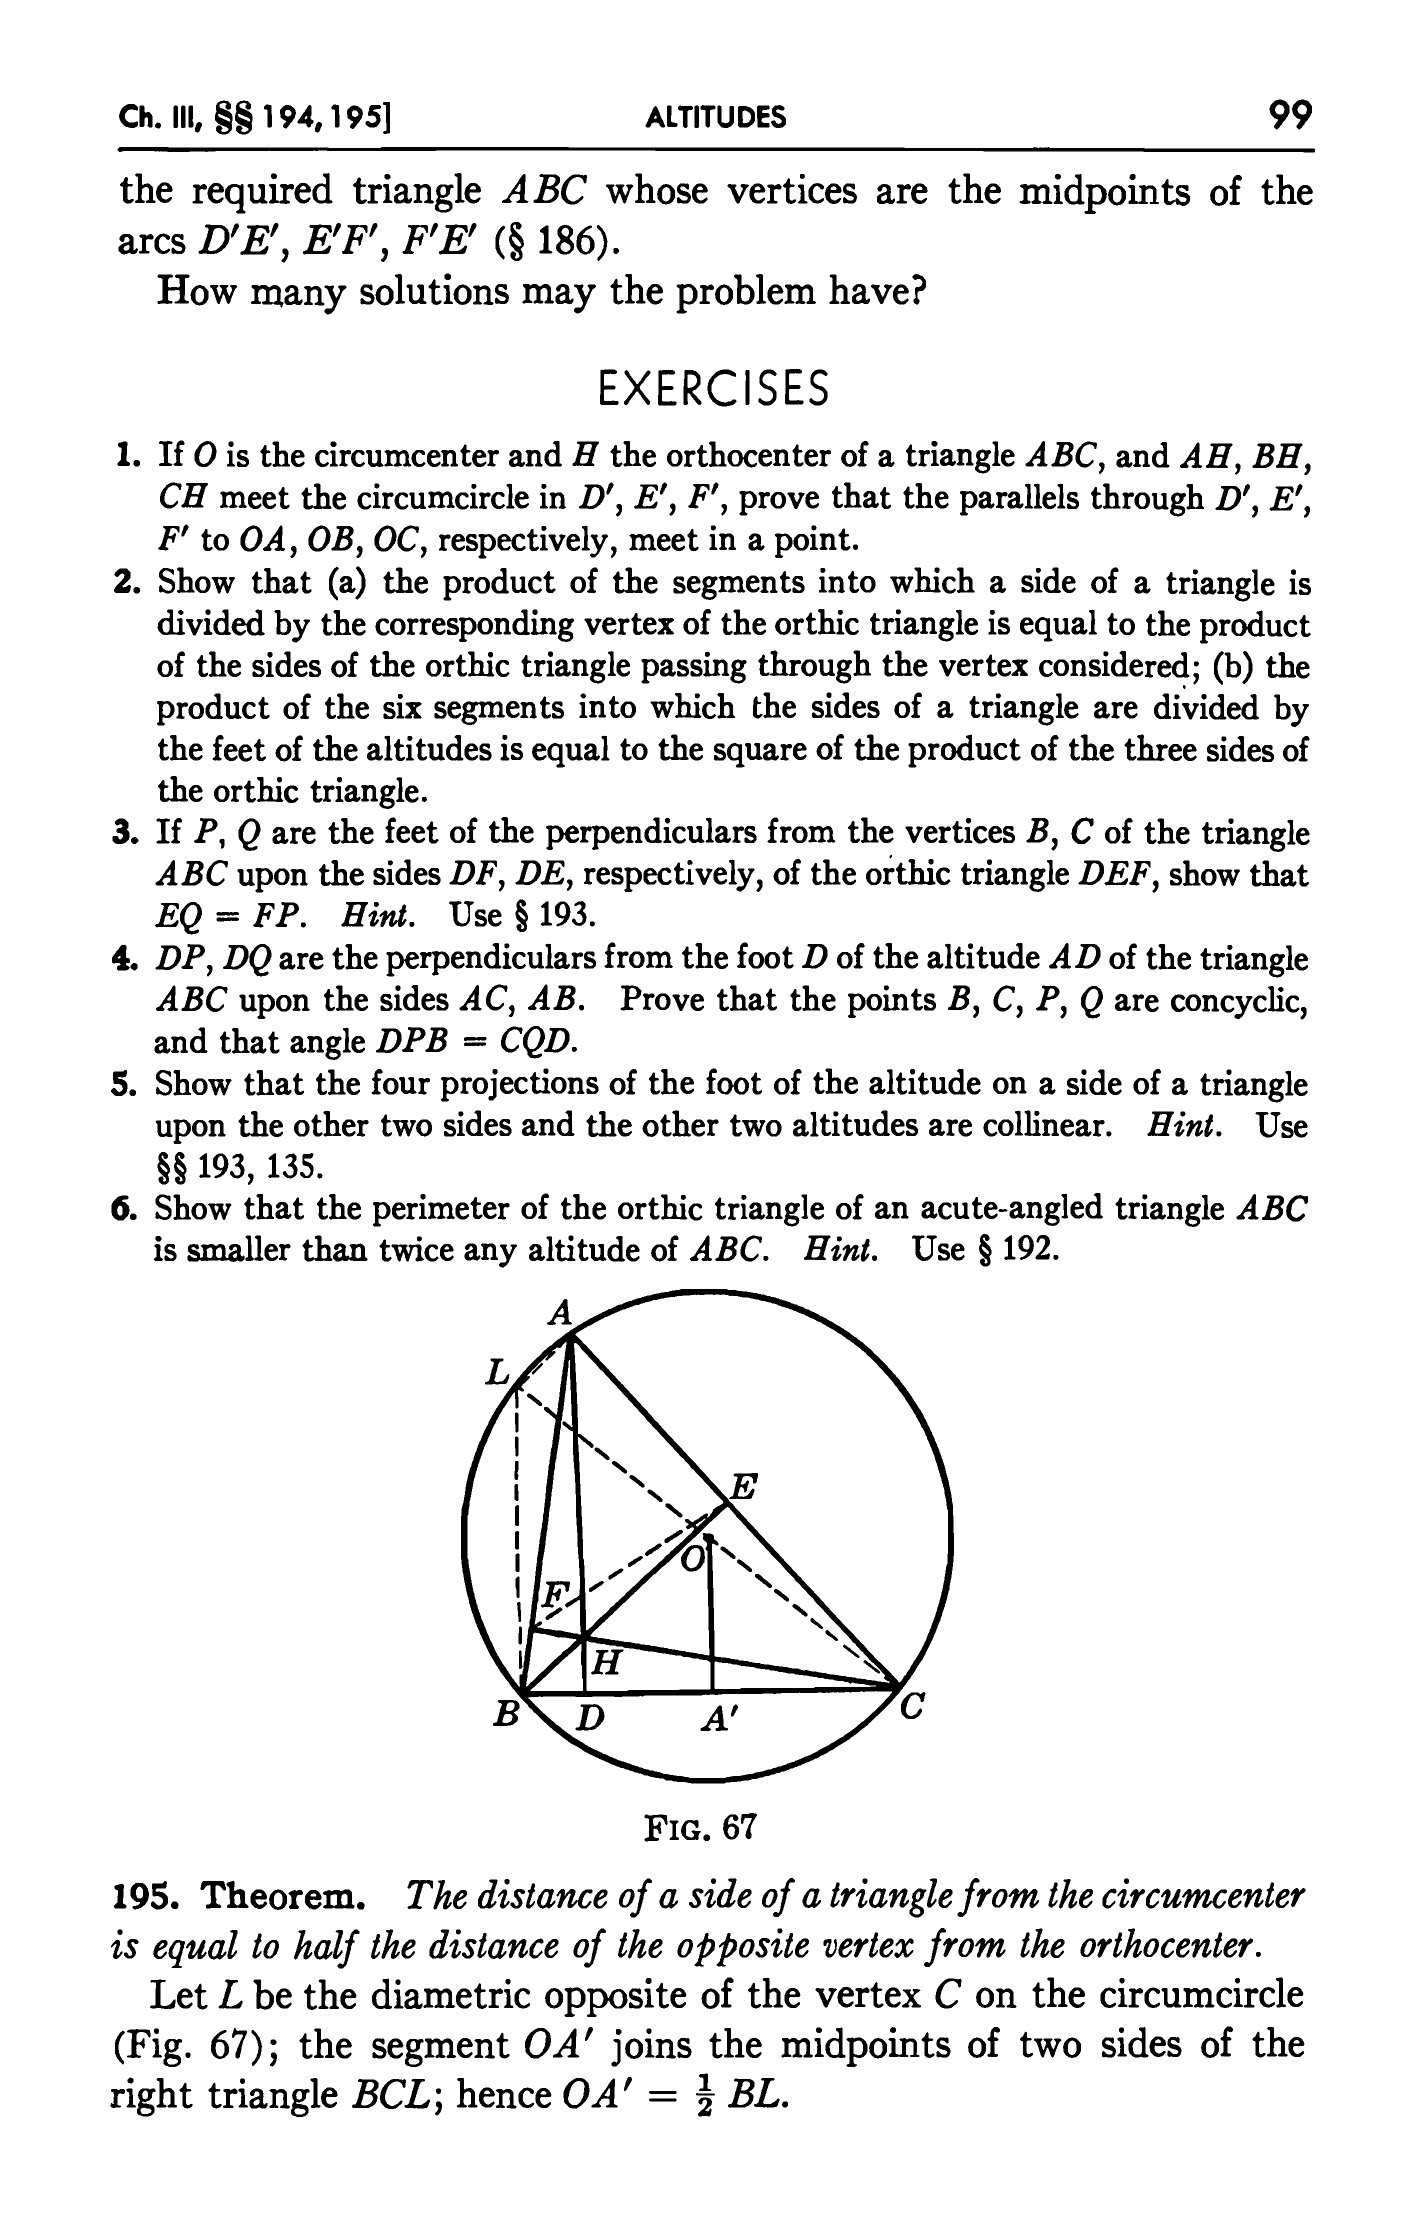 Ch. III, §§ 194, 195] ALTITUDES 99
the required triangle ABC whose vertices are the midpoints of the
arcs D'E', E'F', F'E' (§ 186).
How many solutions may the problem have?
EXERCISES
1. If O is the circumcenter and H the orthocenter of a triangle ABC, and AH, BH,
CH meet the circumcircle in D', E', F', prove that the parallels through D', E',
F' to OA, OB, OC, respectively, meet in a point.
2. Show that (a) the product of the segments into which a side of a triangle is
divided by the corresponding vertex of the orthic triangle is equal to the product
of the sides of the orthic triangle passing through the vertex considered; (b) the
product of the six segments into which the sides of a triangle are divided by
the feet of the altitudes is equal to the square of the product of the three sides of
the orthic triangle.
3. If P, Q are the feet of the perpendiculars from the vertices B, C of the triangle
ABC upon the sides DF, DE, respectively, of the orthic triangle DEF, show that
EQ = FP. Hint. Use § 193.
4. DP, DQ are the perpendiculars from the foot D of the altitude AD of the triangle
ABC upon the sides AC, AB. Prove that the points B, C, P, Q are concyclic,
and that angle DPB = CQD.
5. Show that the four projections of the foot of the altitude on a side of a triangle
upon the other two sides and the other two altitudes are collinear. Hint. Use
§§ 193, 135.
6. Show that the perimeter of the orthic triangle of an acute-angled triangle ABC
is smaller than twice any altitude of ABC. Hint. Use § 192.
A
L
E
O
F
H
B D A' C
FIG. 67
195. Theorem. The distance of a side of a triangle from the circumcenter
is equal to half the distance of the opposite vertex from the orthocenter.
Let L be the diametric opposite of the vertex C on the circumcircle
(Fig. 67); the segment OA' joins the midpoints of two sides of the
right triangle BCL; hence OA' = ½ BL.